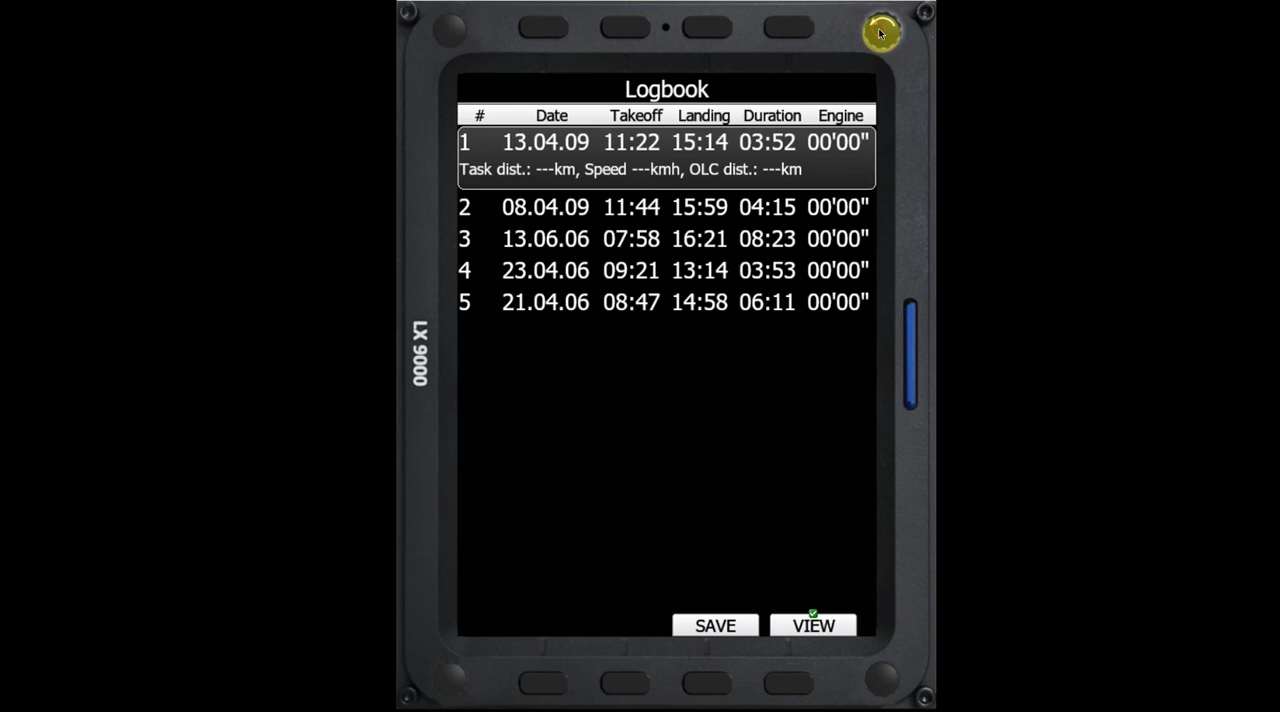 Logbook
# Date Takeoff Landing Duration Engine
1 13.04.09 11:22 15:14 03:52 00'00"
Task dist.: ---km, Speed ---kmh, OLC dist.: ---km
2 08.04.09 11:44 15:59 04:15 00'00"
3 13.06.06 07:58 16:21 08:23 00'00"
4 23.04.06 09:21 13:14 03:53 00'00"
5 21.04.06 08:47 14:58 06:11 00'00"
LX 9000
SAVE VIEW